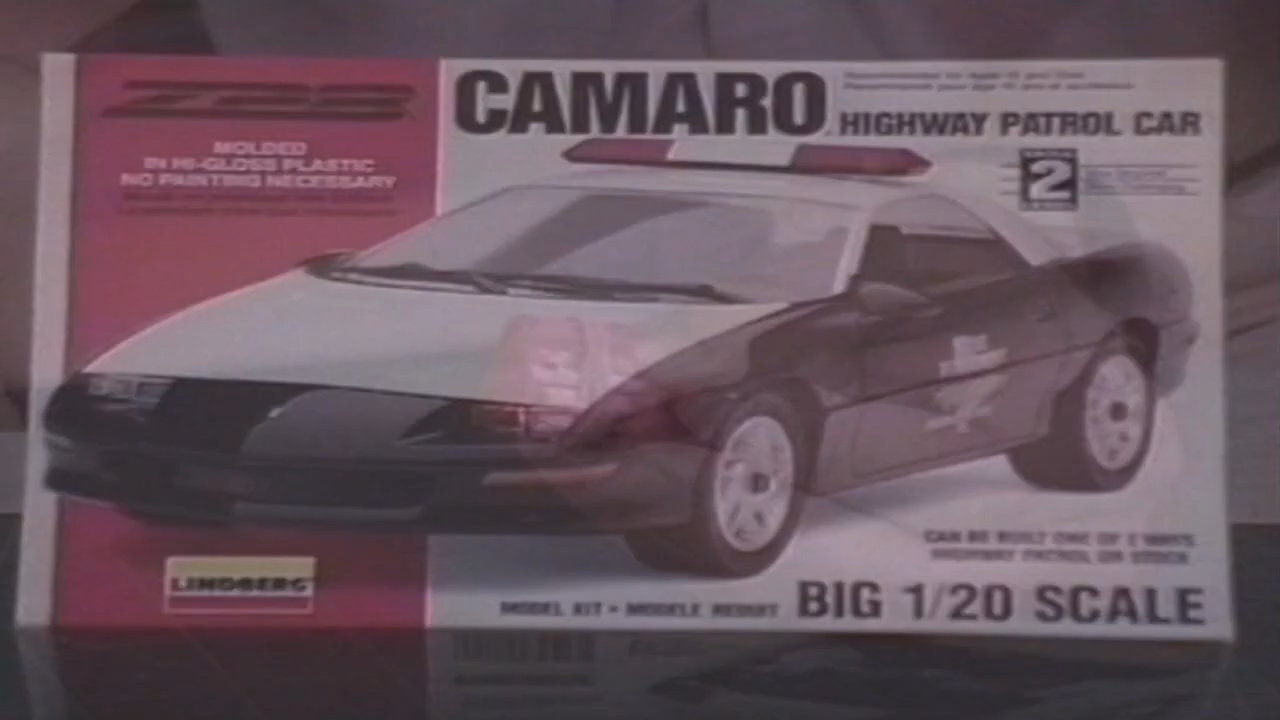 Z28
CAMARO
HIGHWAY PATROL CAR
MOLDED
IN HI-GLOSS PLASTIC
NO PAINTING NECESSARY
2
CAN BE BUILT ONE OF 2 WAYS
HIGHWAY PATROL OR STOCK
LINDBERG
MODEL KIT • MODELE REDUIT
BIG 1/20 SCALE